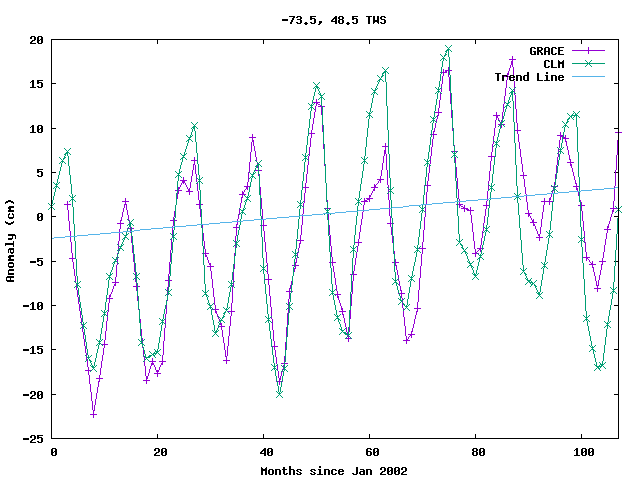 -73.5, 48.5 TWS
GRACE
CLM
Trend Line
20
15
10
5
0
-5
-10
-15
-20
-25
Anomaly (cm)
0 20 40 60 80 100
Months since Jan 2002